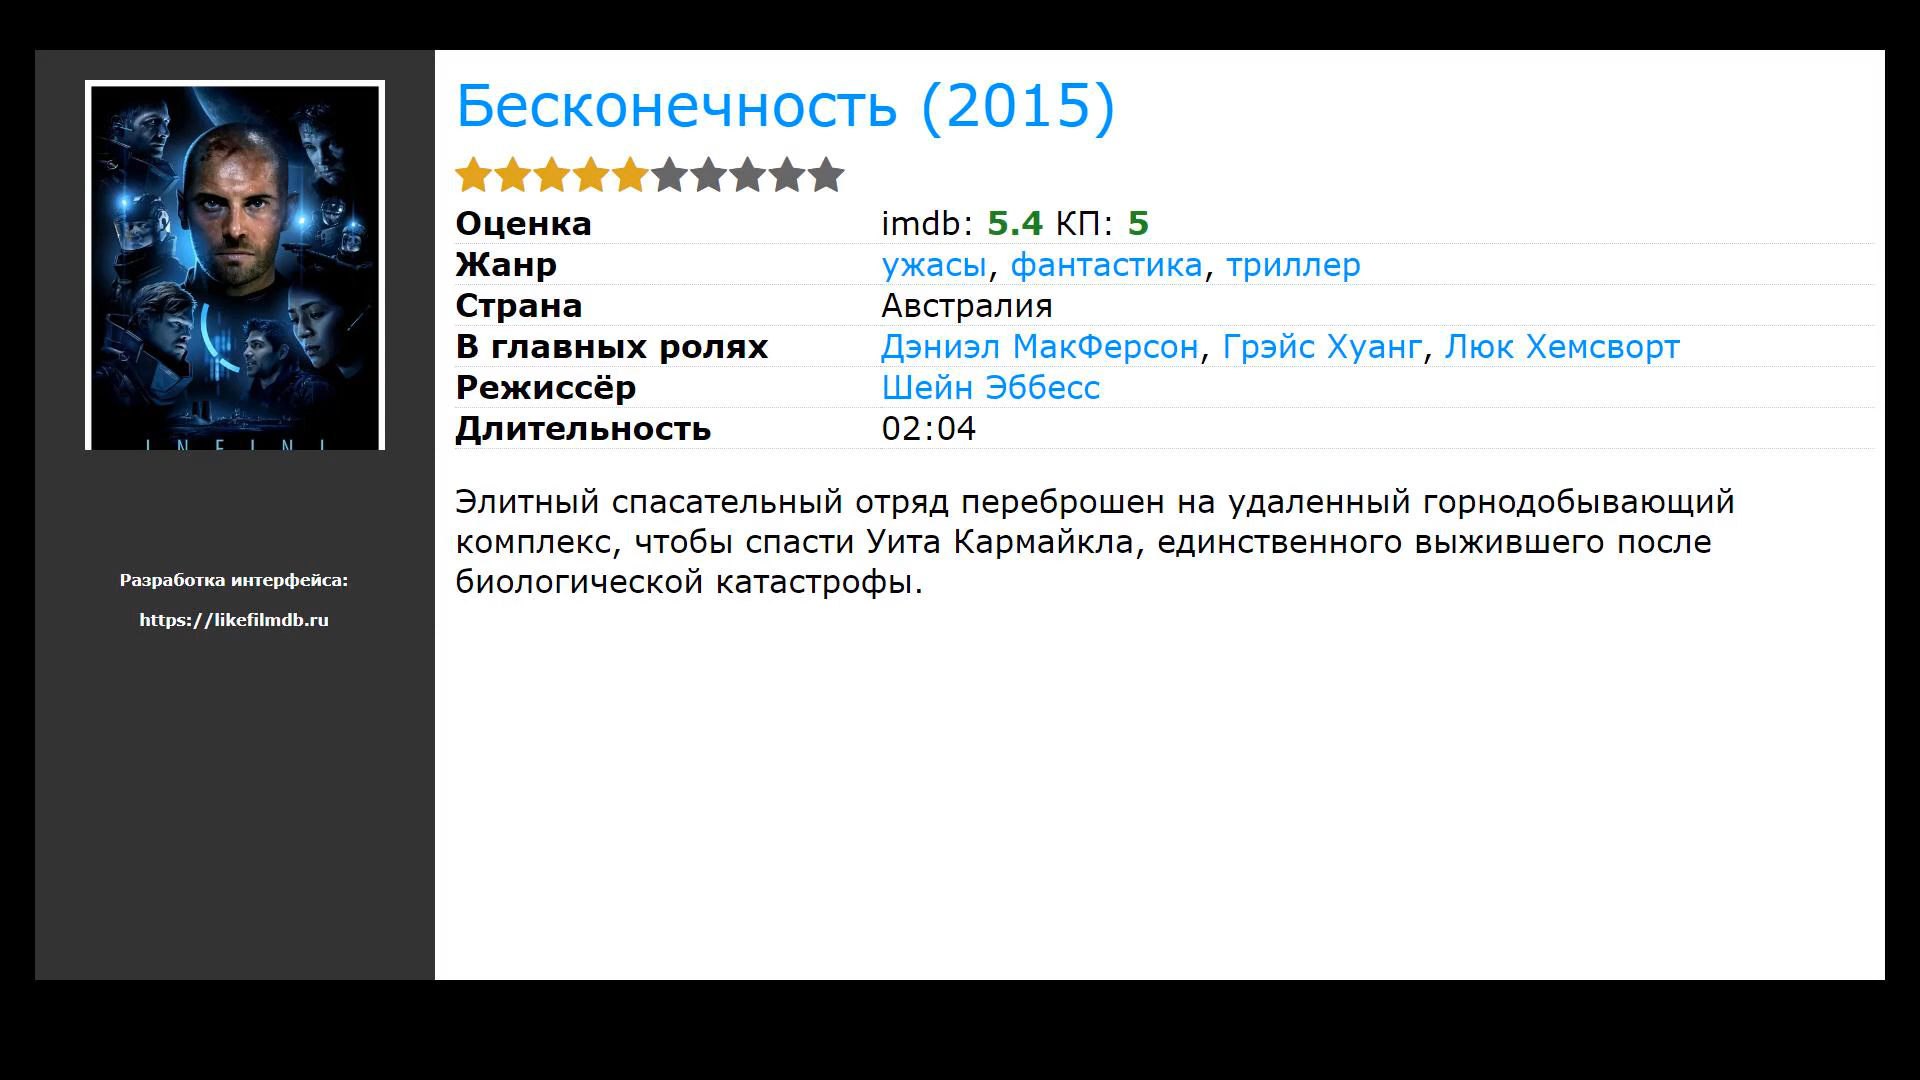 Бесконечность (2015)
Оценка imdb: 5.4 КП: 5
Жанр ужасы, фантастика, триллер
Страна Австралия
В главных ролях Дэниэл МакФерсон, Грэйс Хуанг, Люк Хемсворт
Режиссёр Шейн Эббесс
Длительность 02:04
Элитный спасательный отряд переброшен на удаленный горнодобывающий
комплекс, чтобы спасти Уита Кармайкла, единственного выжившего после
биологической катастрофы.
INFINI
Разработка интерфейса:
https://likefilmdb.ru